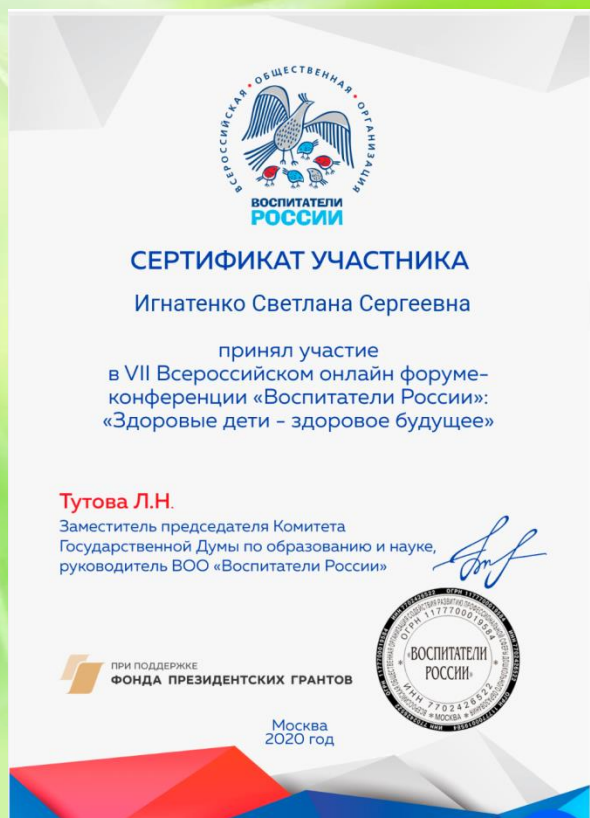 ВСЕРОССИЙСКАЯ • ОБЩЕСТВЕННАЯ • ОРГАНИЗАЦИЯ
ВОСПИТАТЕЛИ
РОССИИ
СЕРТИФИКАТ УЧАСТНИКА
Игнатенко Светлана Сергеевна
принял участие
в VII Всероссийском онлайн форуме-
конференции «Воспитатели России»:
«Здоровые дети - здоровое будущее»
Тутова Л.Н.
Заместитель председателя Комитета
Государственной Думы по образованию и науке,
руководитель ВОО «Воспитатели России»
ОГРН 1177700019584
«ВОСПИТАТЕЛИ
РОССИИ»
ИНН 7702426522
* МОСКВА *
ПРИ ПОДДЕРЖКЕ
ФОНДА ПРЕЗИДЕНТСКИХ ГРАНТОВ
Москва
2020 год